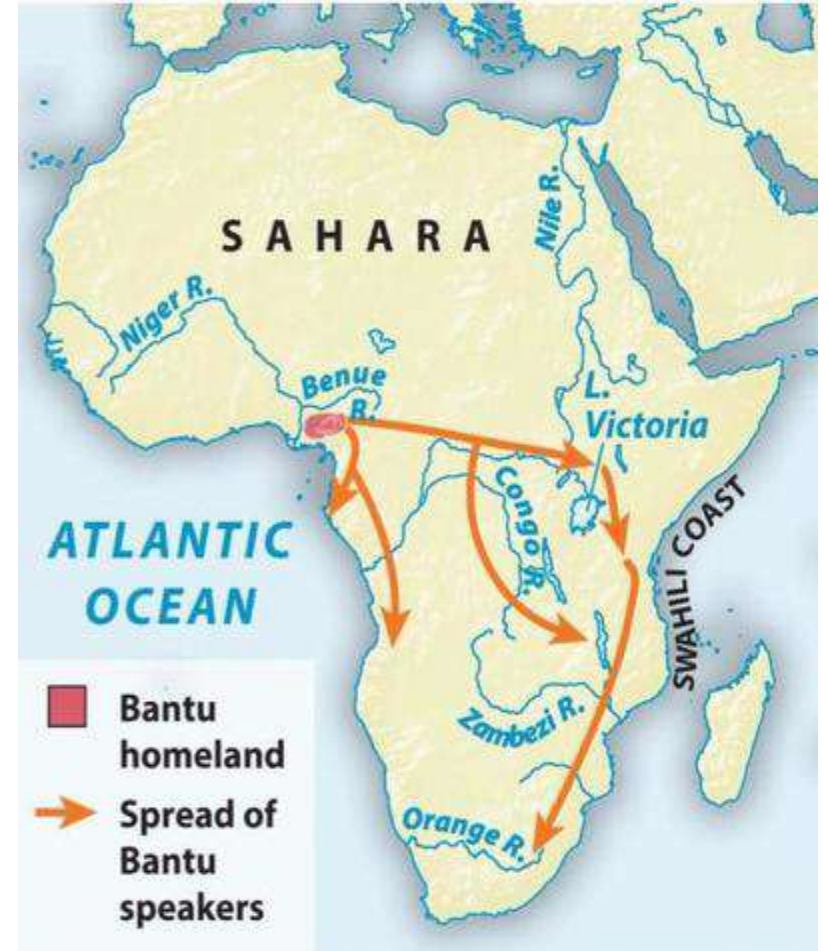 SAHARA
Nile R.
Niger R.
Benue
R.
L.
Victoria
Congo R.
SWAHILI COAST
ATLANTIC
OCEAN
Zambezi R.
Orange R.
Bantu
homeland
Spread of
Bantu
speakers